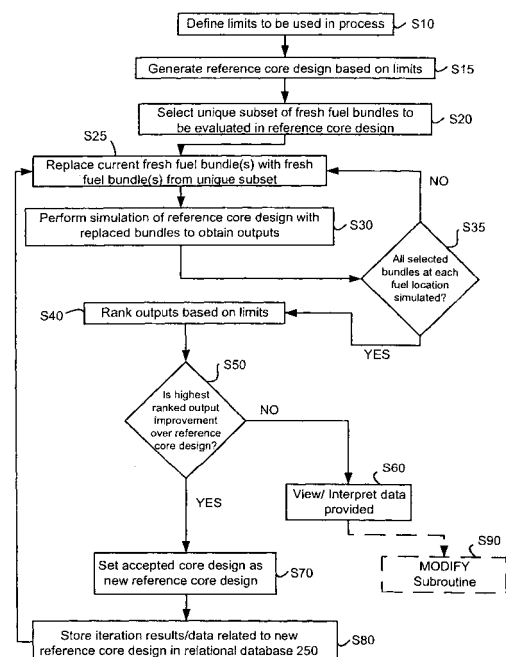 Define limits to be used in process
S10
Generate reference core design based on limits
S15
Select unique subset of fresh fuel bundles to
be evaluated in reference core design
S20
S25
Replace current fresh fuel bundle(s) with fresh
fuel bundle(s) from unique subset
NO
Perform simulation of reference core design with
replaced bundles to obtain outputs
S30
S35
All selected
bundles at each
fuel location
simulated?
S40
Rank outputs based on limits
YES
S50
Is highest
ranked output
improvement
over reference
core design?
NO
S60
View/ Interpret data
provided
YES
S90
MODIFY
Subroutine
Set accepted core design as
new reference core design
S70
Store iteration results/data related to new
reference core design in relational database 250
S80